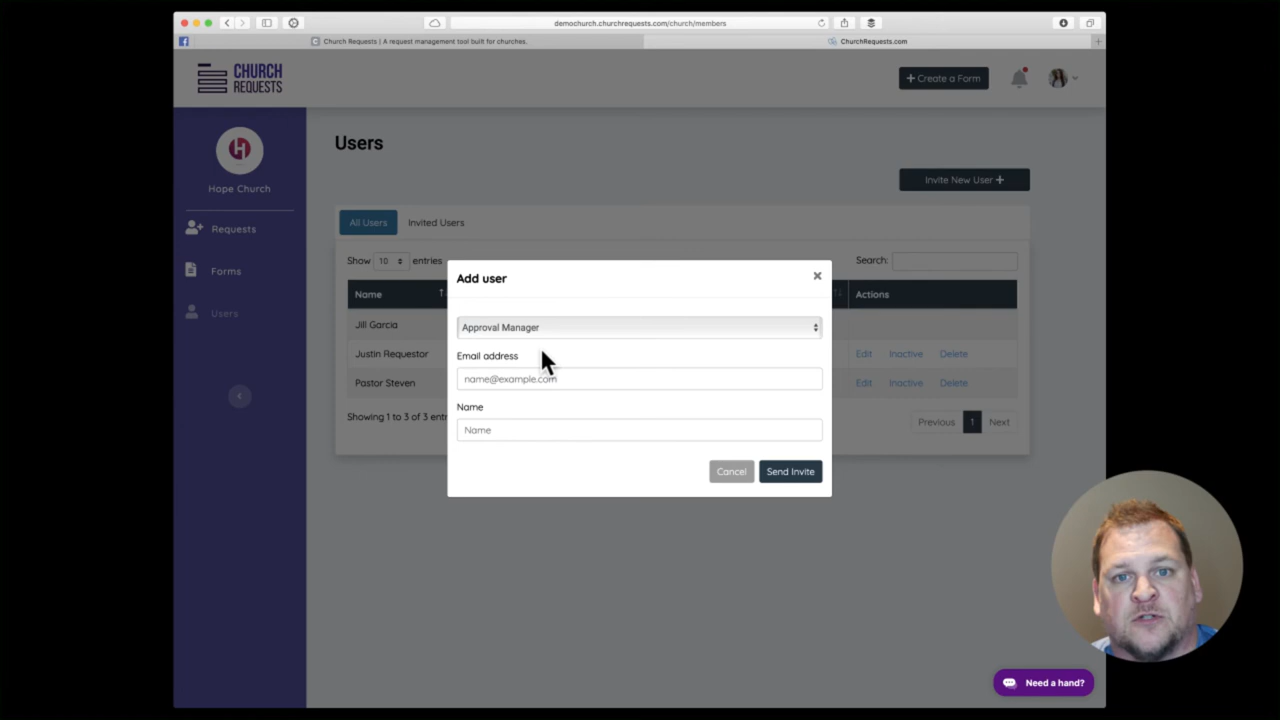 demochurch.churchrequests.com/church/members
Church Requests | A request management tool built for churches.
ChurchRequests.com
CHURCH
REQUESTS
Create a Form
Hope Church
Requests
Forms
Users
Users
Invite New User
All Users
Invited Users
Show 10 entries
Search:
Name
Actions
Jill Garcia
Justin Requestor
Edit Inactive Delete
Pastor Steven
Edit Inactive Delete
Showing 1 to 3 of 3
Previous 1 Next
Add user
×
Approval Manager
Email address
name@example.com
Name
Name
Cancel
Send Invite
Need a hand?